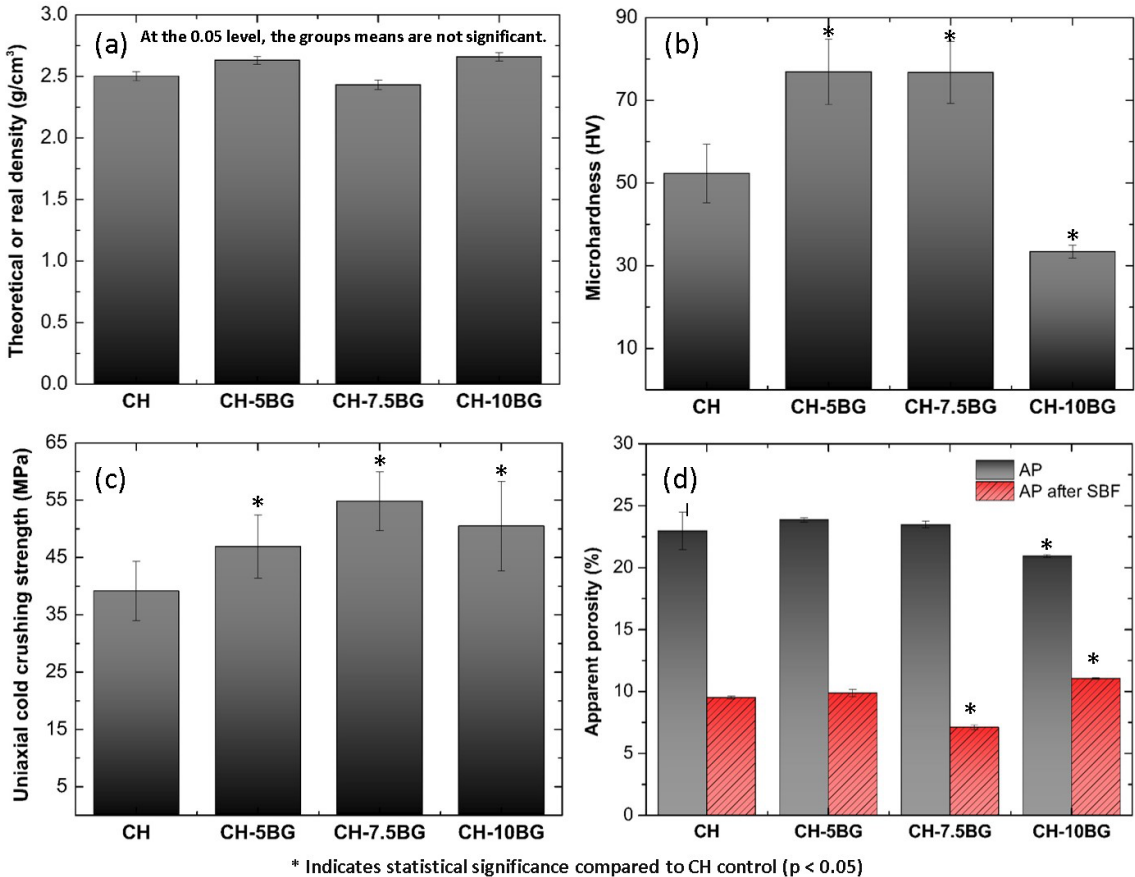 (a)
At the 0.05 level, the groups means are not significant.
Theoretical or real density (g/cm³)
3.0
2.5
2.0
1.5
1.0
0.5
0.0
CH CH-5BG CH-7.5BG CH-10BG
(b)
Microhardness (HV)
90
70
50
30
10
* * *
CH CH-5BG CH-7.5BG CH-10BG
(c)
Uniaxial cold crushing strength (MPa)
65
55
45
35
25
15
5
* * *
CH CH-5BG CH-7.5BG CH-10BG
(d)
AP
AP after SBF
Apparent porosity (%)
30
25
20
15
10
5
0
* * *
CH CH-5BG CH-7.5BG CH-10BG
* Indicates statistical significance compared to CH control (p < 0.05)